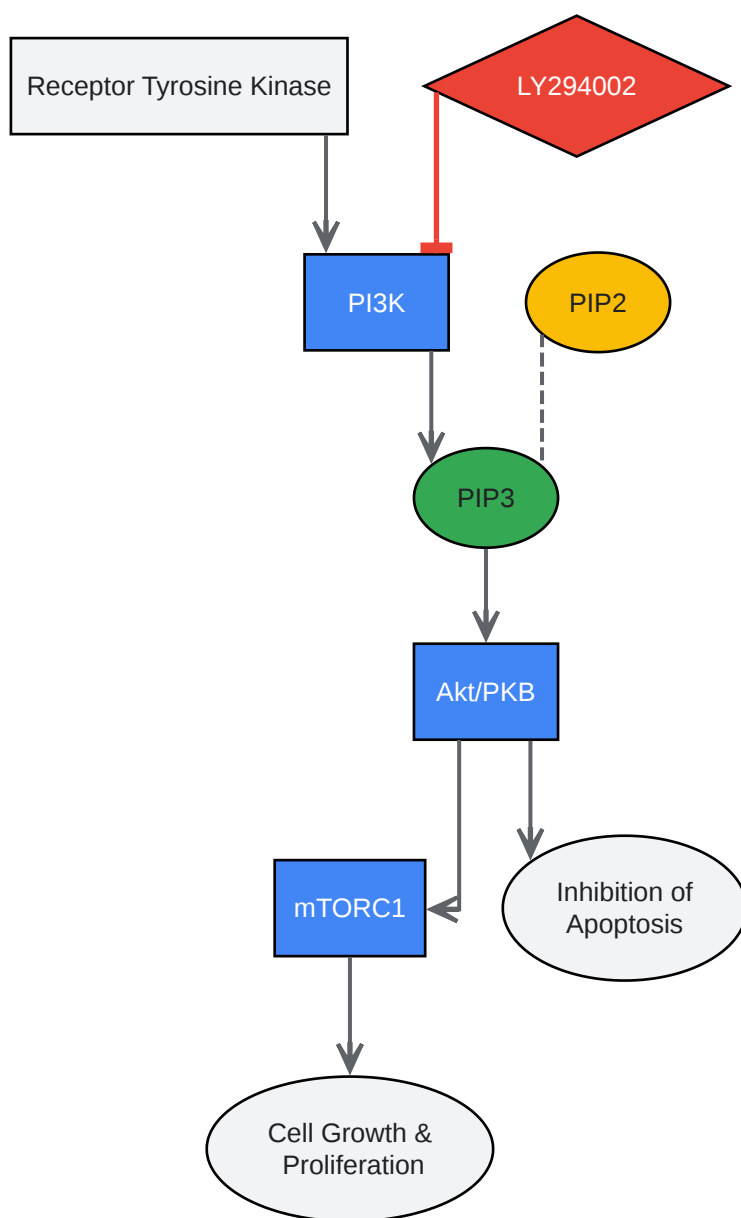 Receptor Tyrosine Kinase
LY294002
PI3K
PIP2
PIP3
Akt/PKB
mTORC1
Inhibition of
Apoptosis
Cell Growth &
Proliferation